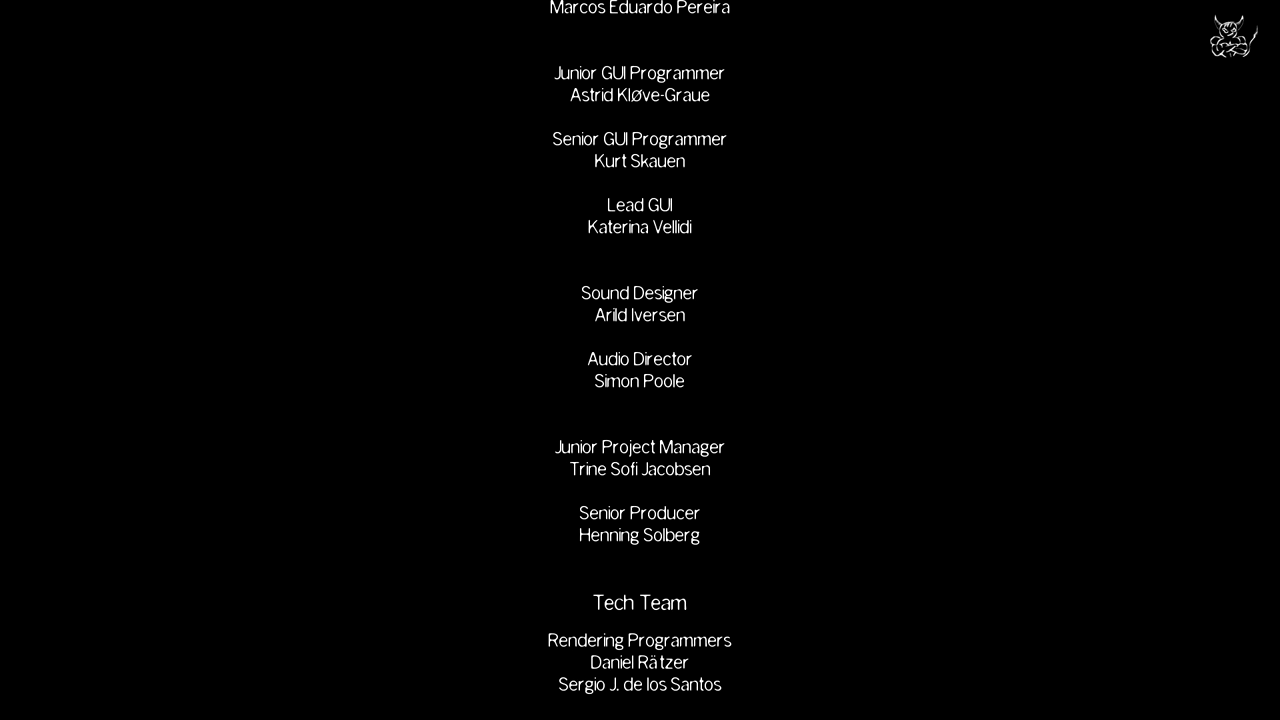 Marcos Eduardo Pereira
Junior GUI Programmer
Astrid Kløve-Graue
Senior GUI Programmer
Kurt Skauen
Lead GUI
Katerina Vellidi
Sound Designer
Arild Iversen
Audio Director
Simon Poole
Junior Project Manager
Trine Sofi Jacobsen
Senior Producer
Henning Solberg
Tech Team
Rendering Programmers
Daniel Rätzer
Sergio J. de los Santos